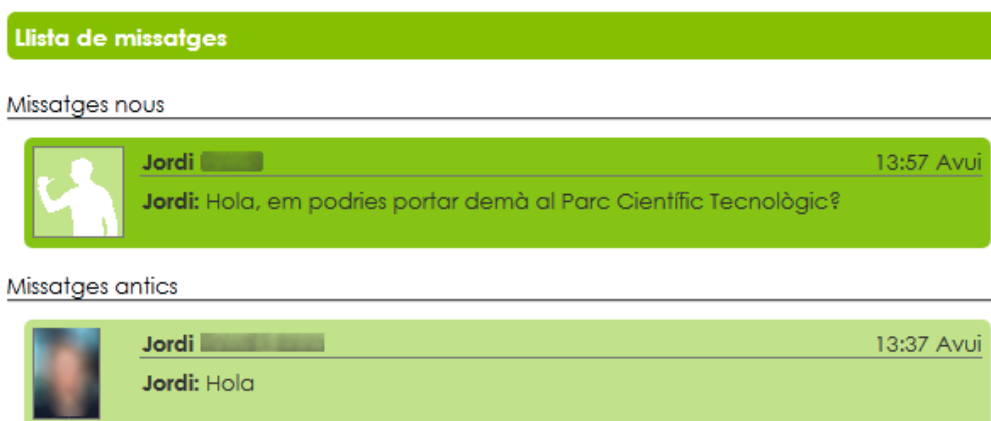 Llista de missatges
Missatges nous
Jordi
13:57 Avui
Jordi: Hola, em podries portar demà al Parc Científic Tecnològic?
Missatges antics
Jordi
13:37 Avui
Jordi: Hola